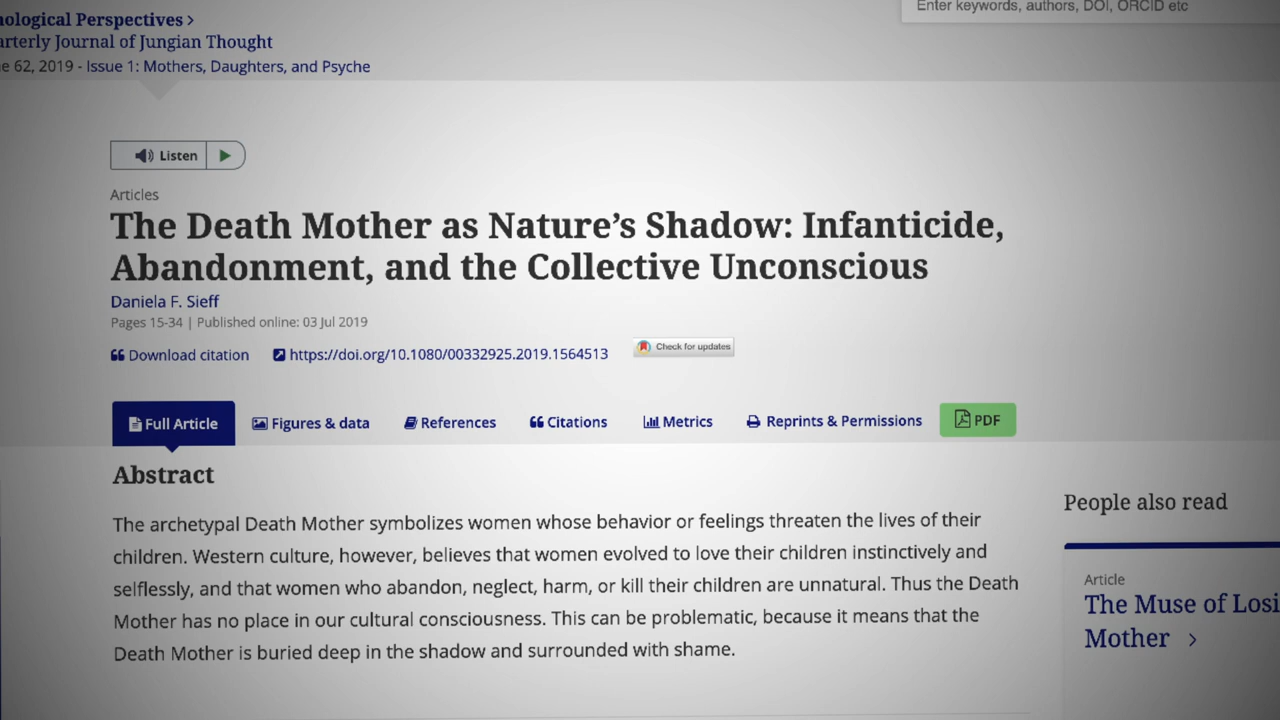 Enter keywords, authors, DOI, ORCID etc
Perspectives >
Journal of Jungian Thought
62, 2019 - Issue 1: Mothers, Daughters, and Psyche
Listen
Articles
The Death Mother as Nature's Shadow: Infanticide,
Abandonment, and the Collective Unconscious
Daniela F. Sieff
Pages 15-34 | Published online: 03 Jul 2019
Download citation
https://doi.org/10.1080/00332925.2019.1564513
Check for updates
Full Article
Figures & data
References
Citations
Metrics
Reprints & Permissions
PDF
Abstract
The archetypal Death Mother symbolizes women whose behavior or feelings threaten the lives of their
children. Western culture, however, believes that women evolved to love their children instinctively and
selflessly, and that women who abandon, neglect, harm, or kill their children are unnatural. Thus the Death
Mother has no place in our cultural consciousness. This can be problematic, because it means that the
Death Mother is buried deep in the shadow and surrounded with shame.
People also read
Article
The Muse of
Mother >